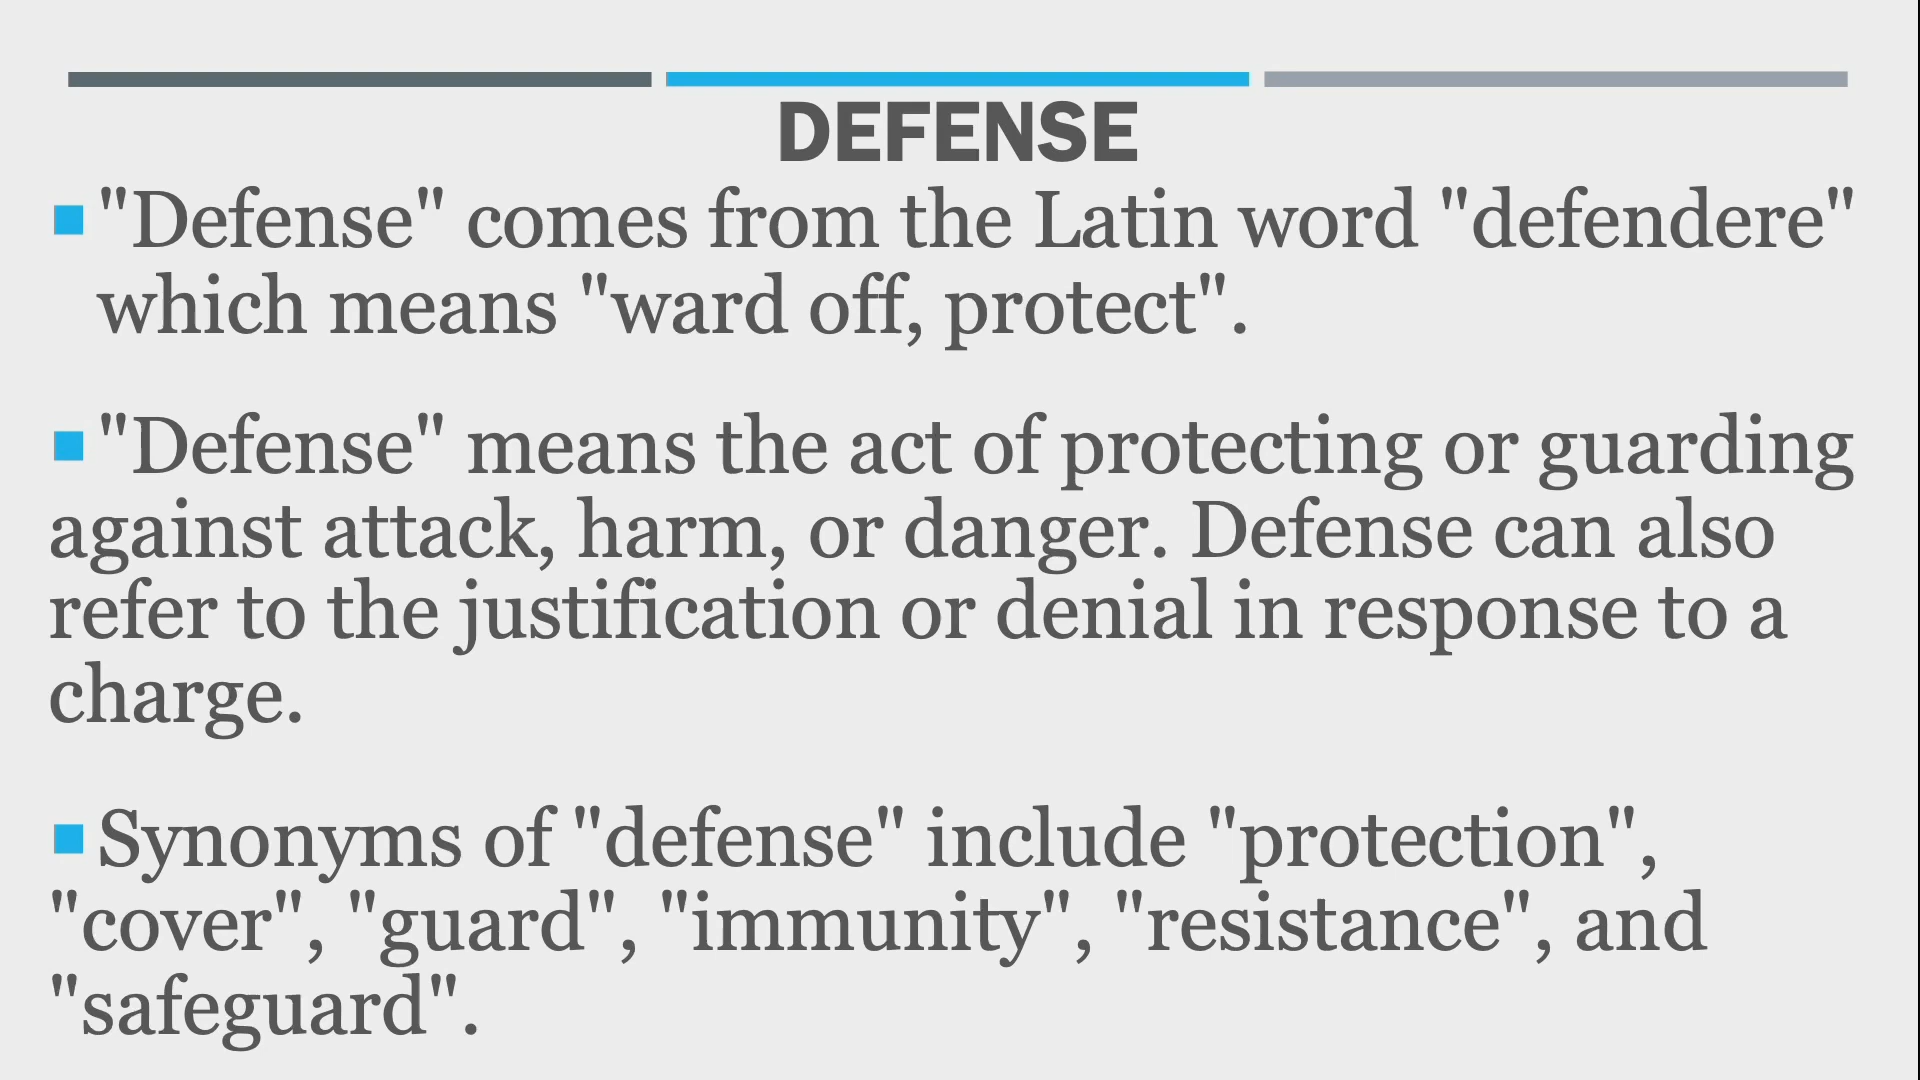 DEFENSE
"Defense" comes from the Latin word "defendere"
which means "ward off, protect".
"Defense" means the act of protecting or guarding
against attack, harm, or danger. Defense can also
refer to the justification or denial in response to a
charge.
Synonyms of "defense" include "protection",
"cover", "guard", "immunity", "resistance", and
"safeguard".